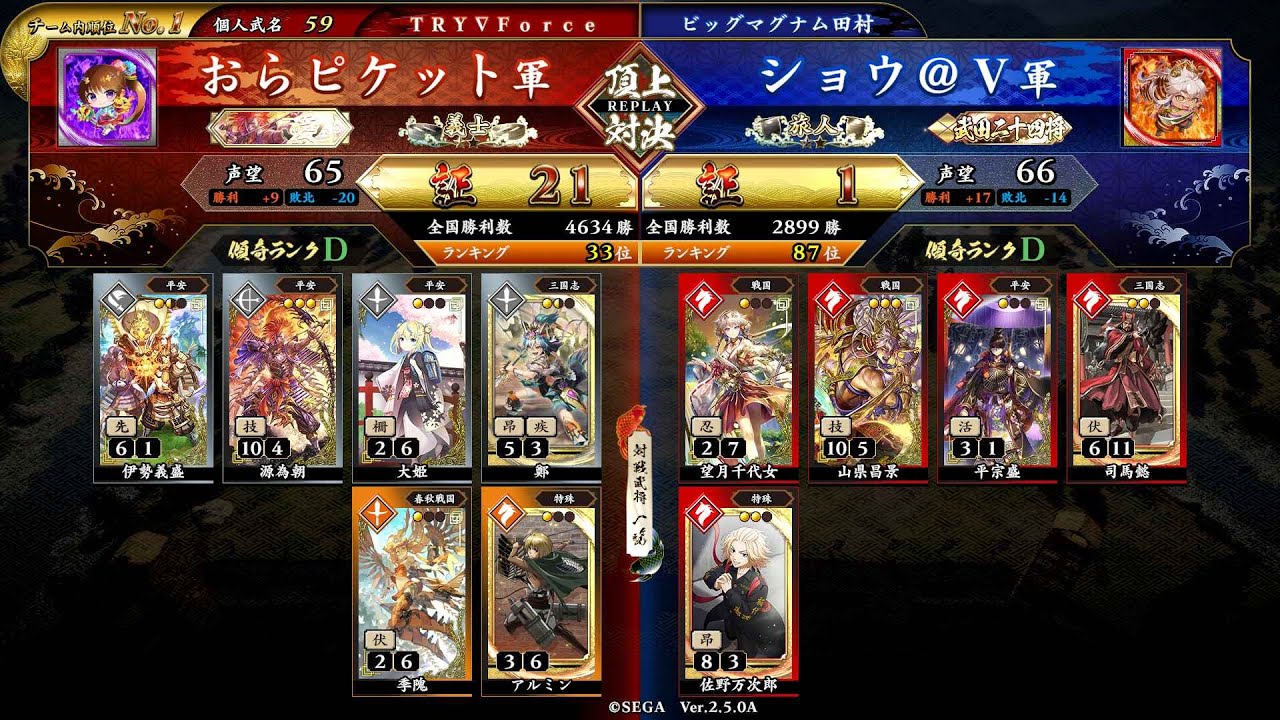 チーム内順位 No.1 個人武名 59 TRY∇Force
ビッグマグナム田村
おらピケット軍
頂上
REPLAY
対決
ショウ@V軍
義士
旅人
武田二十四将
声望 65
勝利 +9 敗北 -20
証 21
証 1
声望 66
勝利 +17 敗北 -14
全国勝利数 4634勝
全国勝利数 2899勝
傾奇ランクD
ランキング 33位
ランキング 87位
傾奇ランクD
平安
先
6 1
伊勢義盛
平安
技
10 4
源為朝
平安
柵
2 6
大姫
三国志
昂 疾
5 3
鄭
戦国
忍
2 7
望月千代女
戦国
技
10 5
山県昌景
平安
活
3 1
平宗盛
三国志
伏
6 11
司馬懿
対戦武将一覧
春秋戦国
伏
2 6
季隗
特殊
3 6
アルミン
特殊
昂
8 3
佐野万次郎
©SEGA Ver.2.5.0A